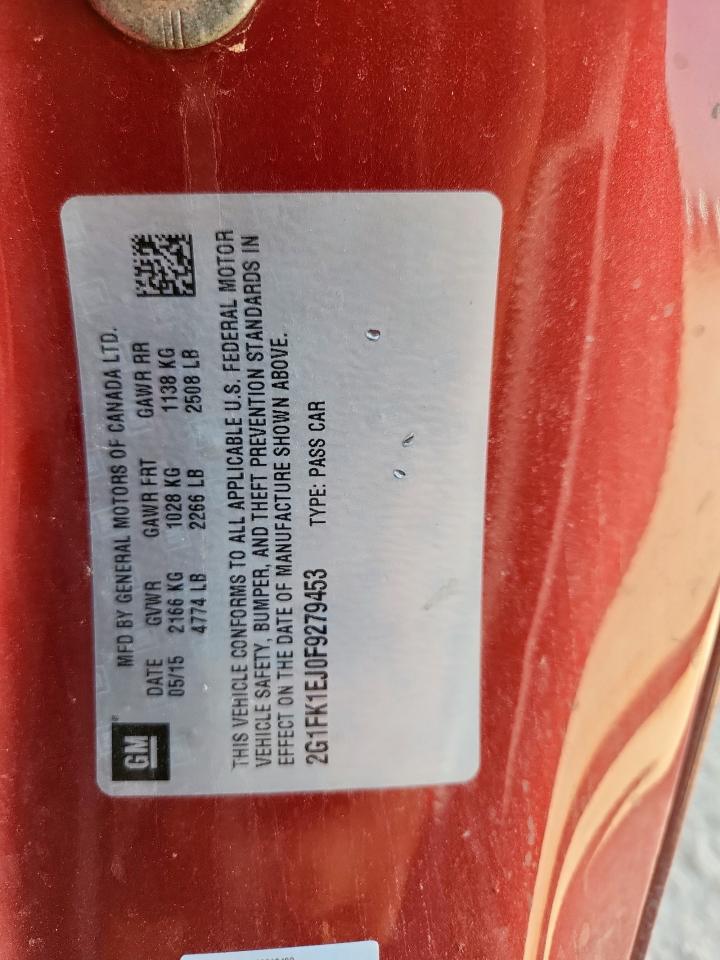 GM
MFD BY GENERAL MOTORS OF CANADA LTD.
DATE GVWR GAWR FRT GAWR RR
05/15 2166 KG 1028 KG 1138 KG
4774 LB 2266 LB 2508 LB
THIS VEHICLE CONFORMS TO ALL APPLICABLE U.S. FEDERAL MOTOR
VEHICLE SAFETY, BUMPER, AND THEFT PREVENTION STANDARDS IN
EFFECT ON THE DATE OF MANUFACTURE SHOWN ABOVE.
2G1FK1EJ0F9279453 TYPE: PASS CAR